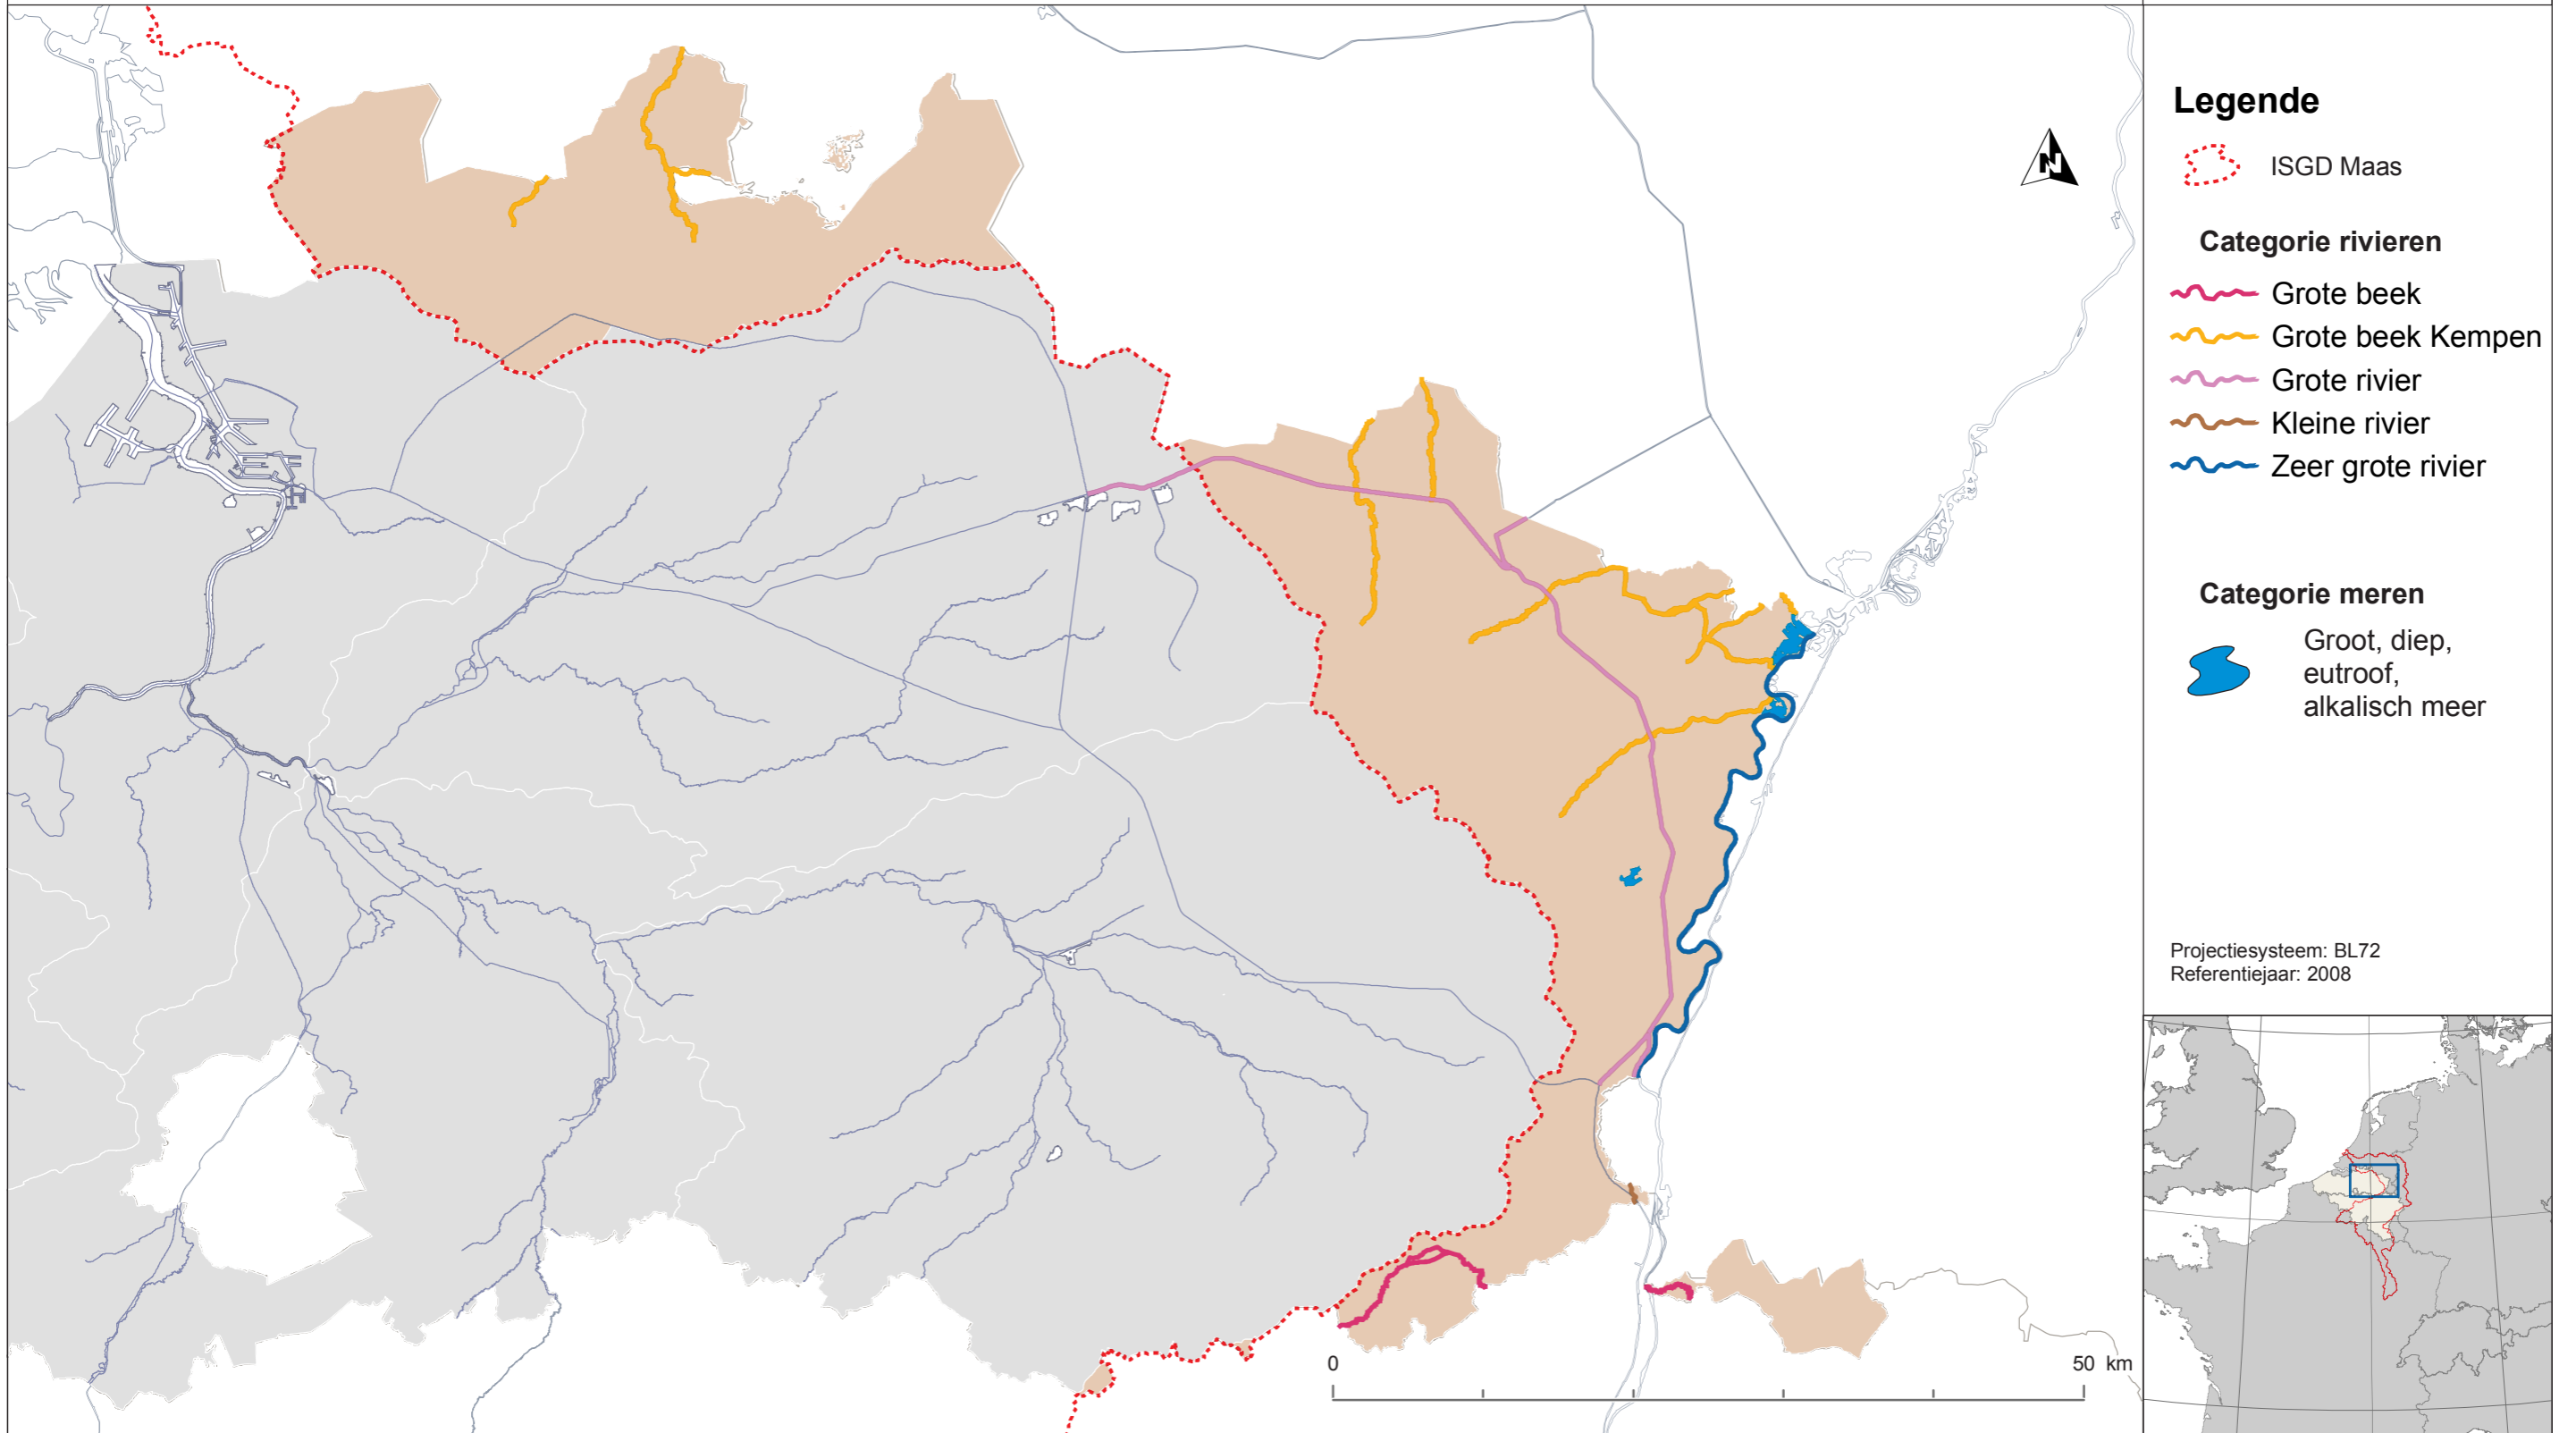 Legende
ISGD Maas
Categorie rivieren
Grote beek
Grote beek Kempen
Grote rivier
Kleine rivier
Zeer grote rivier
Categorie meren
Groot, diep,
eutroof,
alkalisch meer
Projectiesysteem: BL72
Referentiejaar: 2008
N
0 50 km